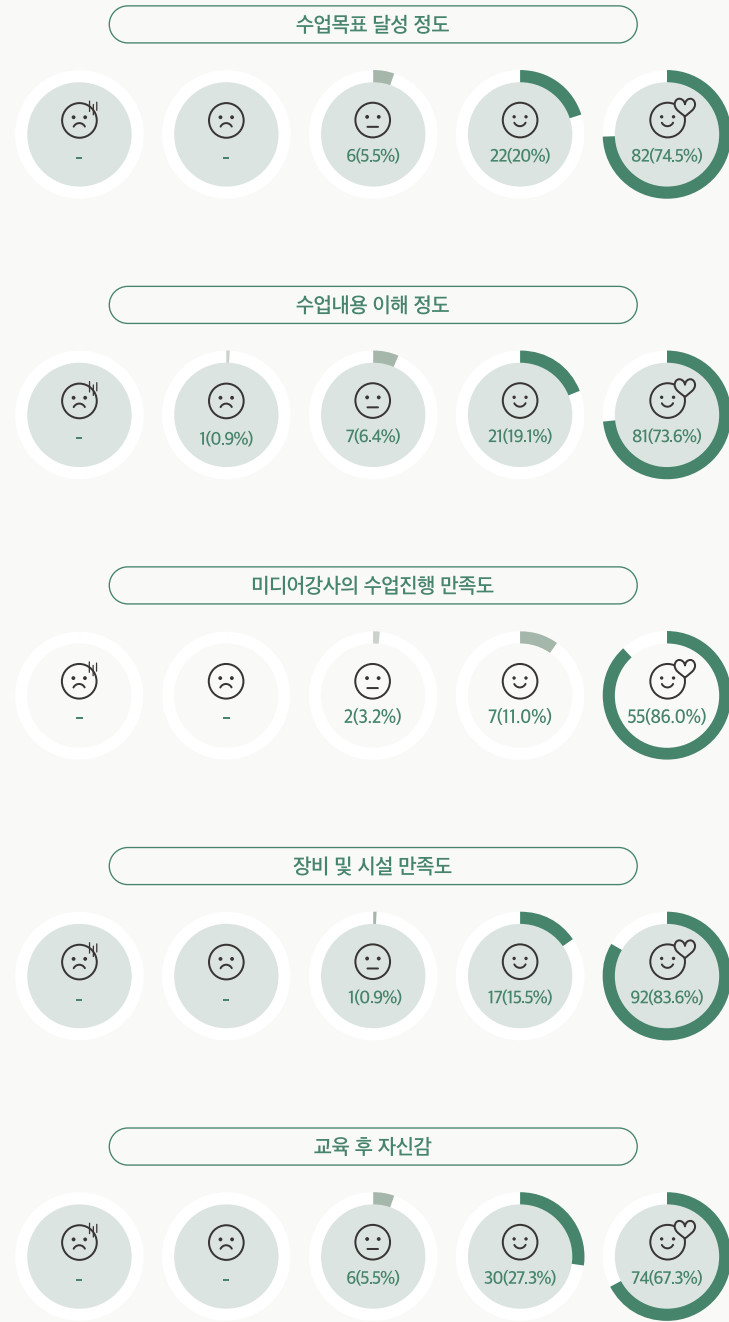 수업목표 달성 정도
- - 6(5.5%) 22(20%) 82(74.5%)
수업내용 이해 정도
- 1(0.9%) 7(6.4%) 21(19.1%) 81(73.6%)
미디어강사의 수업진행 만족도
- - 2(3.2%) 7(11.0%) 55(86.0%)
장비 및 시설 만족도
- - 1(0.9%) 17(15.5%) 92(83.6%)
교육 후 자신감
- - 6(5.5%) 30(27.3%) 74(67.3%)